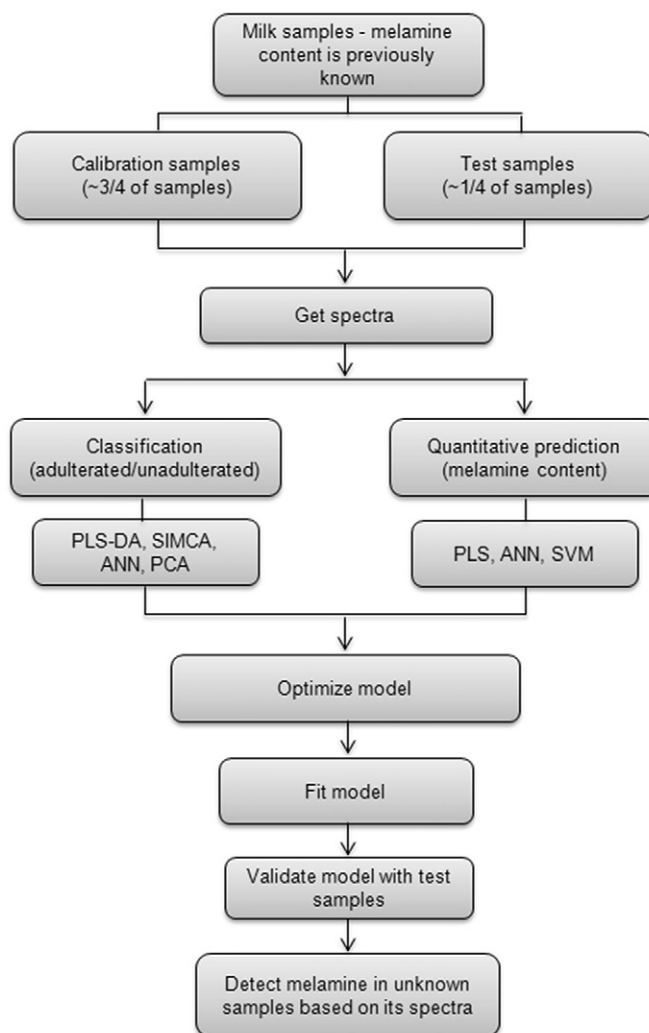 Milk samples - melamine
content is previously
known
Calibration samples
(~3/4 of samples)
Test samples
(~1/4 of samples)
Get spectra
Classification
(adulterated/unadulterated)
Quantitative prediction
(melamine content)
PLS-DA, SIMCA,
ANN, PCA
PLS, ANN, SVM
Optimize model
Fit model
Validate model with test
samples
Detect melamine in unknown
samples based on its spectra